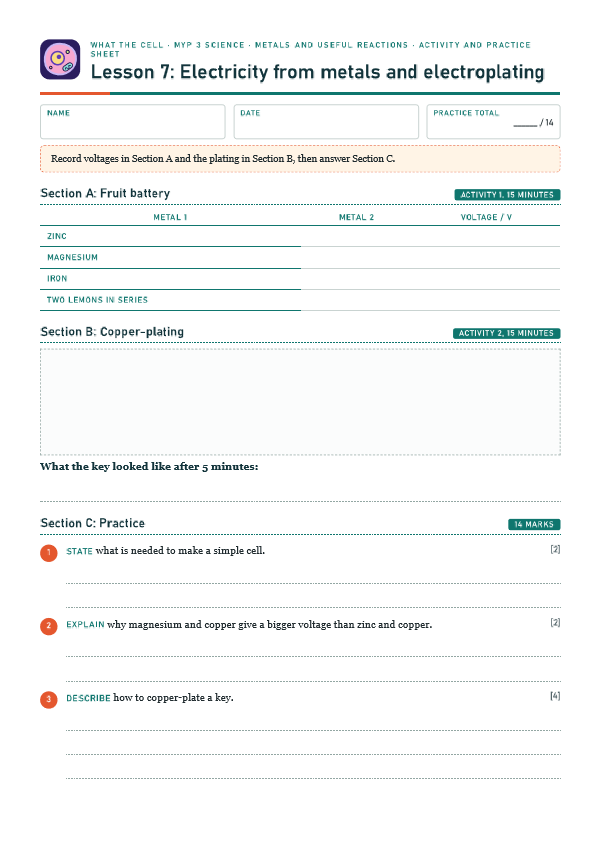 WHAT THE CELL · MYP 3 SCIENCE · METALS AND USEFUL REACTIONS · ACTIVITY AND PRACTICE
SHEET
Lesson 7: Electricity from metals and electroplating
NAME
DATE
PRACTICE TOTAL
_____ / 14
Record voltages in Section A and the plating in Section B, then answer Section C.
Section A: Fruit battery
ACTIVITY 1, 15 MINUTES
METAL 1 METAL 2 VOLTAGE / V
ZINC
MAGNESIUM
IRON
TWO LEMONS IN SERIES
Section B: Copper-plating
ACTIVITY 2, 15 MINUTES
What the key looked like after 5 minutes:
Section C: Practice
14 MARKS
1 STATE what is needed to make a simple cell. [2]
2 EXPLAIN why magnesium and copper give a bigger voltage than zinc and copper. [2]
3 DESCRIBE how to copper-plate a key. [4]